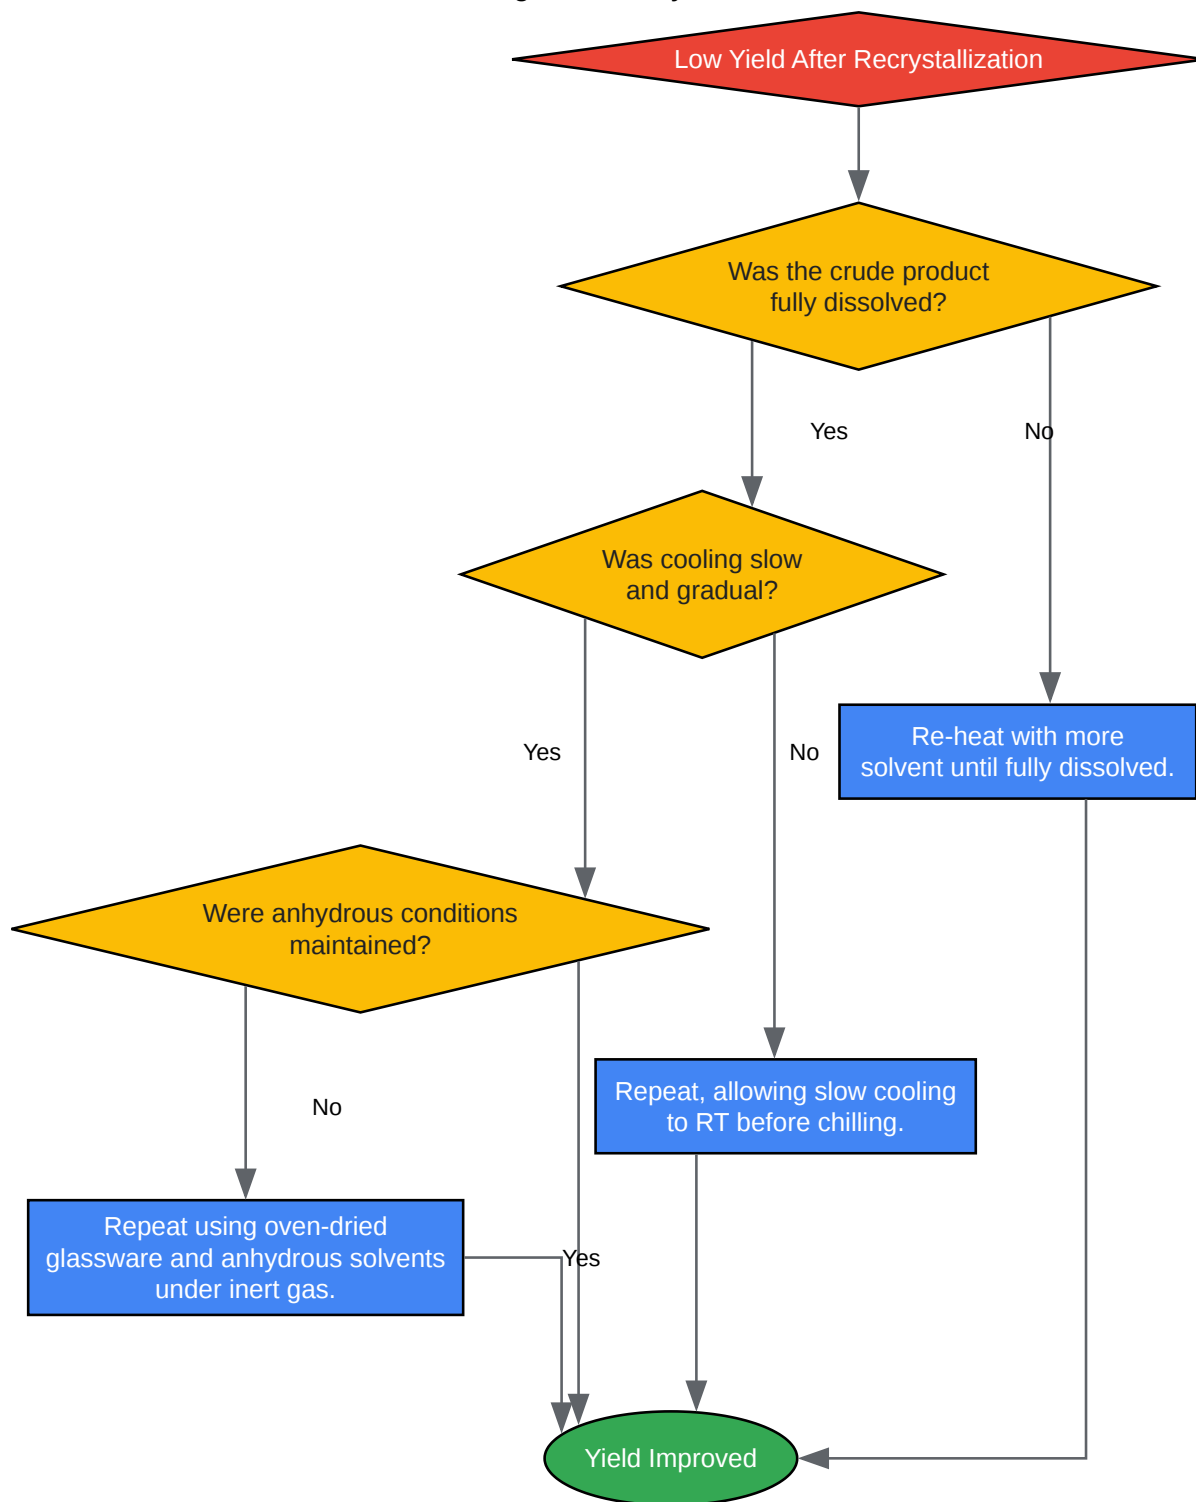 Low Yield After Recrystallization
Was the crude product
fully dissolved?
Yes
No
Was cooling slow
and gradual?
Yes
No
Re-heat with more
solvent until fully dissolved.
Were anhydrous conditions
maintained?
No
Yes
Repeat, allowing slow cooling
to RT before chilling.
Repeat using oven-dried
glassware and anhydrous solvents
under inert gas.
Yield Improved